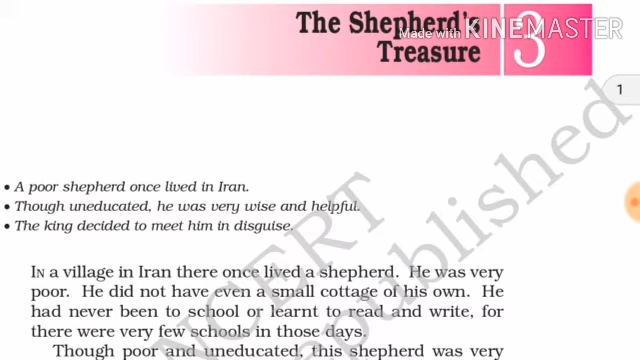 The Shepherd's
Treasure
3
Made with KINEMASTER
1
• A poor shepherd once lived in Iran.
• Though uneducated, he was very wise and helpful.
• The king decided to meet him in disguise.
IN a village in Iran there once lived a shepherd. He was very
poor. He did not have even a small cottage of his own. He
had never been to school or learnt to read and write, for
there were very few schools in those days.
Though poor and uneducated, this shepherd was very
NCERT
republished